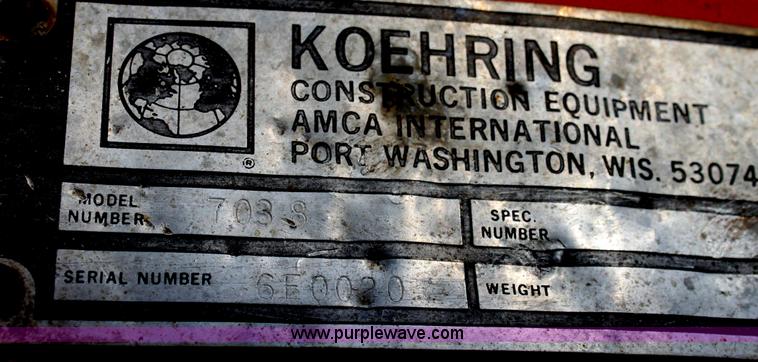 KOEHRING
CONSTRUCTION EQUIPMENT
AMCA INTERNATIONAL
PORT WASHINGTON, WIS. 53074
®
MODEL
NUMBER 703 S
SPEC.
NUMBER
SERIAL NUMBER
WEIGHT
www.purplewave.com